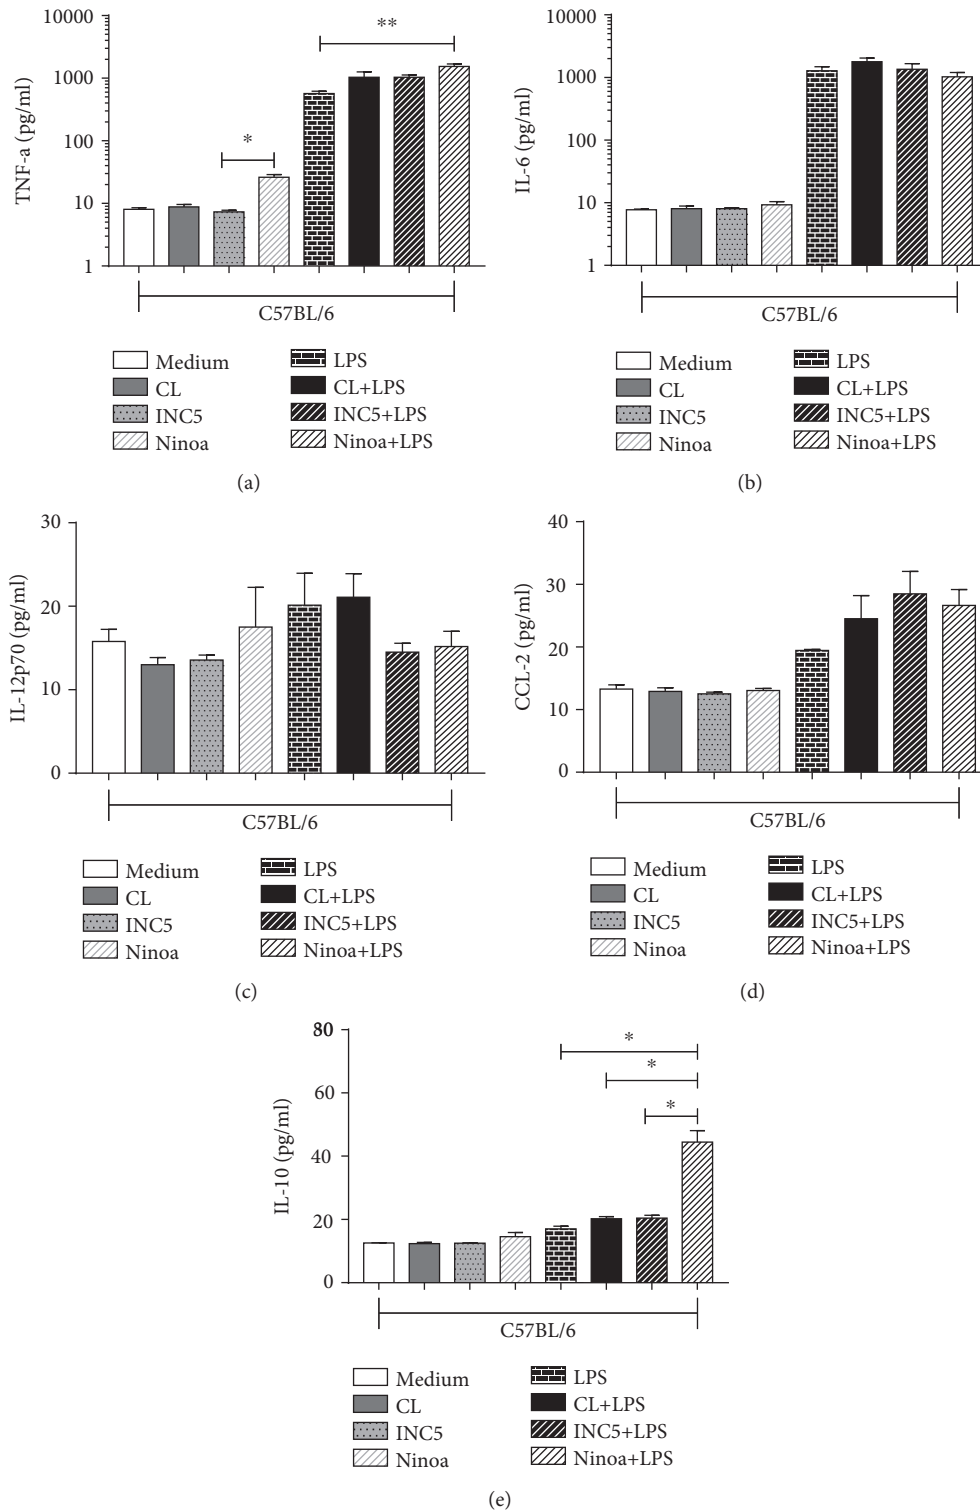 10000
1000
100
10
1
TNF-a (pg/ml)
*
**
C57BL/6
Medium
CL
INC5
Ninoa
LPS
CL+LPS
INC5+LPS
Ninoa+LPS
(a)
10000
1000
100
10
1
IL-6 (pg/ml)
C57BL/6
Medium
CL
INC5
Ninoa
LPS
CL+LPS
INC5+LPS
Ninoa+LPS
(b)
30
20
10
0
IL-12p70 (pg/ml)
C57BL/6
Medium
CL
INC5
Ninoa
LPS
CL+LPS
INC5+LPS
Ninoa+LPS
(c)
40
30
20
10
0
CCL-2 (pg/ml)
C57BL/6
Medium
CL
INC5
Ninoa
LPS
CL+LPS
INC5+LPS
Ninoa+LPS
(d)
80
60
40
20
0
IL-10 (pg/ml)
*
*
*
C57BL/6
Medium
CL
INC5
Ninoa
LPS
CL+LPS
INC5+LPS
Ninoa+LPS
(e)